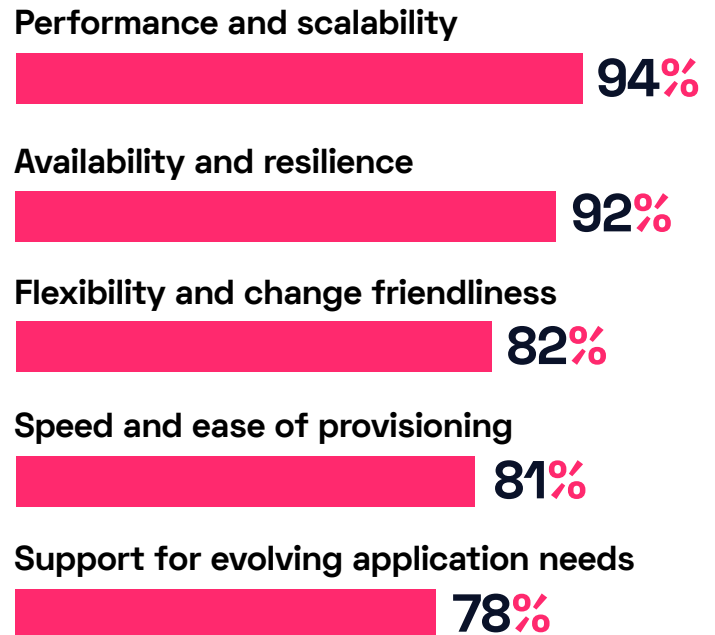 Performance and scalability
94%
Availability and resilience
92%
Flexibility and change friendliness
82%
Speed and ease of provisioning
81%
Support for evolving application needs
78%